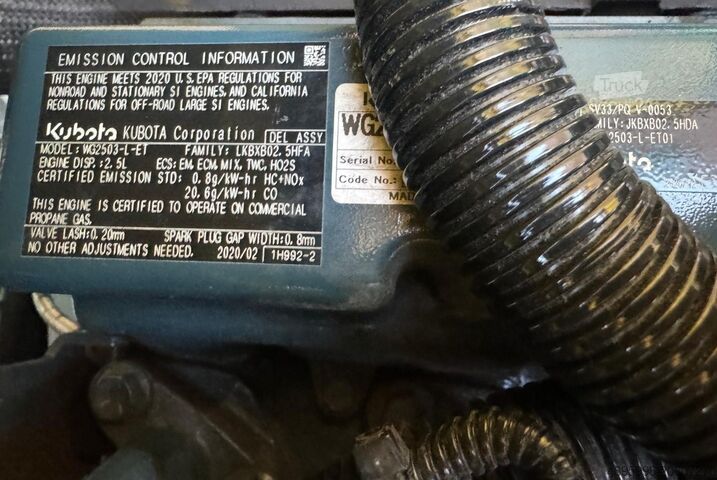 EMISSION CONTROL INFORMATION
THIS ENGINE MEETS 2020 U.S.EPA REGULATIONS FOR
NONROAD AND STATIONARY SI ENGINES, AND CALIFORNIA
REGULATIONS FOR OFF-ROAD LARGE SI ENGINES.
Kubota KUBOTA Corporation DEL ASSY
MODEL: WG2503-L-ET FAMILY: LKBXB02.5HFA
ENGINE DISP.:2.5L ECS: EM, ECM, MIX, TWC, HO2S
CERTIFIED EMISSION STD: 0.8g/kW-hr HC+NOx
20.6g/kW-hr CO
THIS ENGINE IS CERTIFIED TO OPERATE ON COMMERCIAL
PROPANE GAS.
VALVE LASH:0.20mm SPARK PLUG GAP WIDTH:0.8mm
NO OTHER ADJUSTMENTS NEEDED. 2020/02 1H992-2
Serial No.
Code No.:
Truck
SV33/PQ V-0053
FAMILY: JKBXB02.5HDA
2503-L-ET01